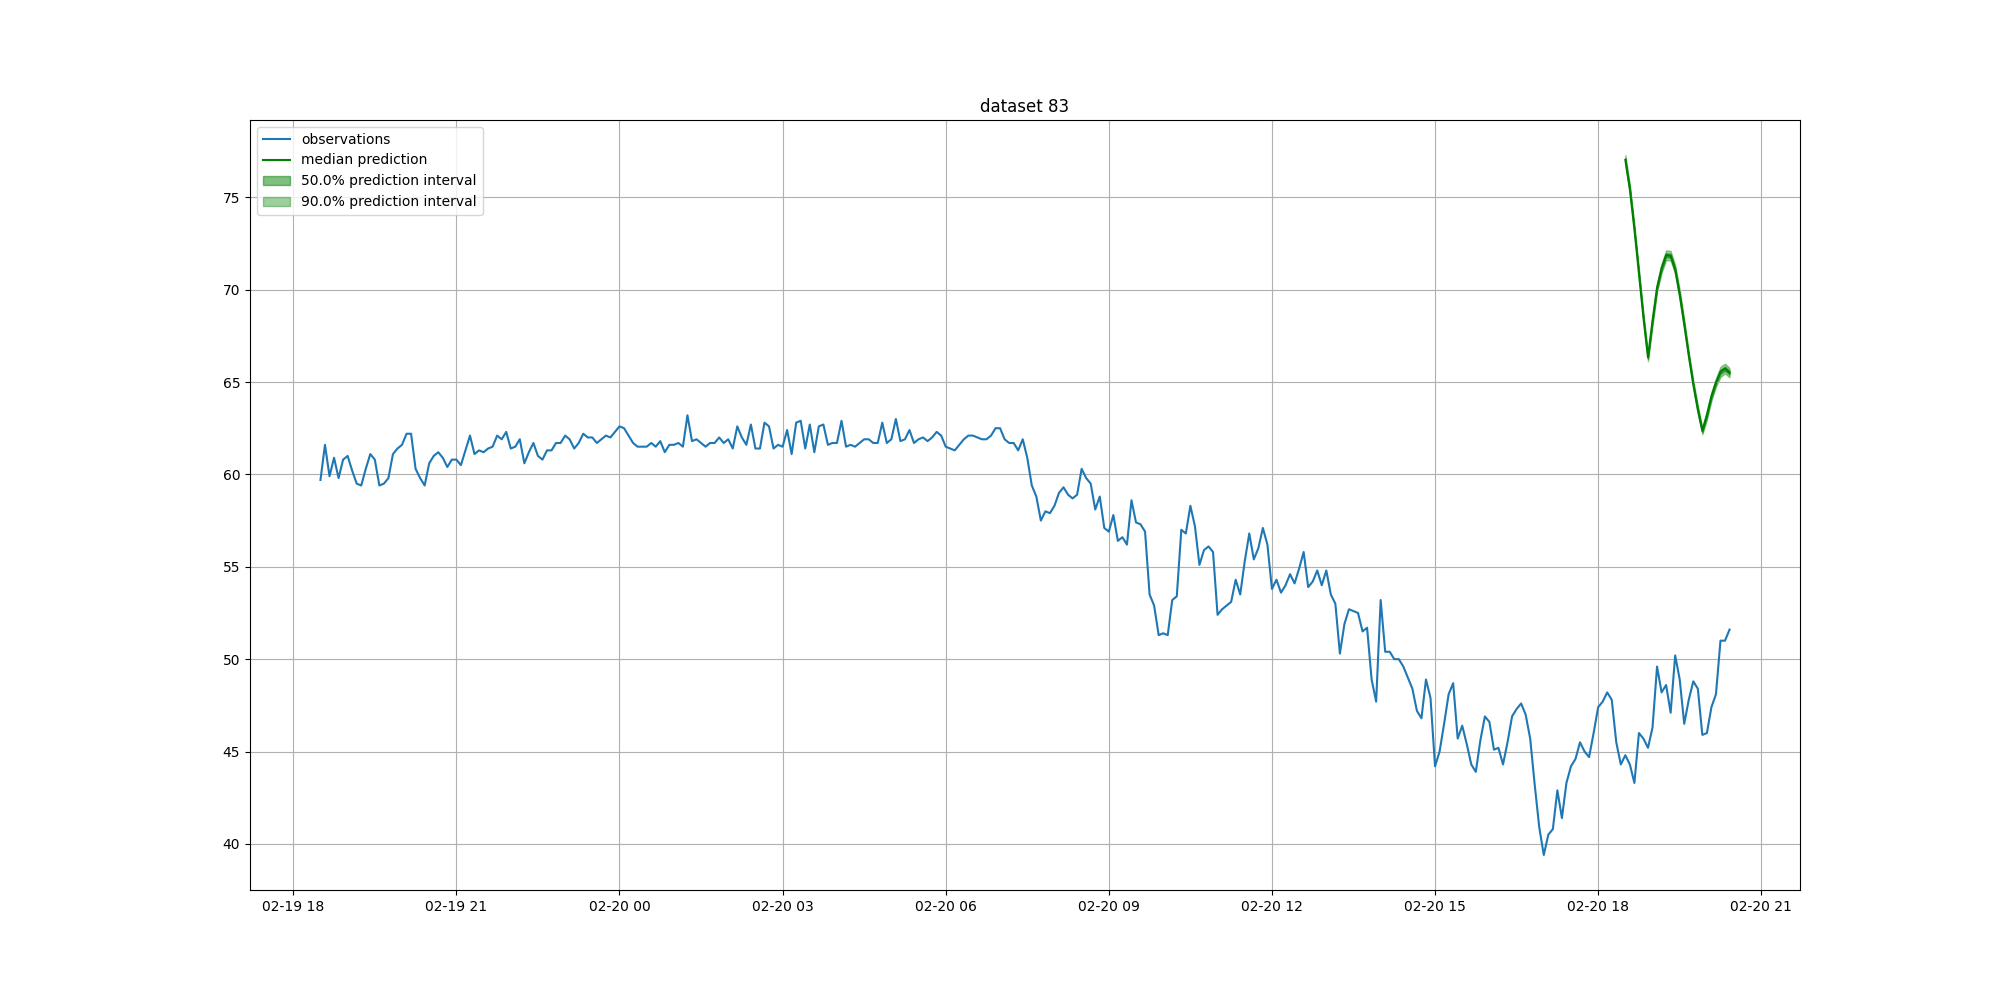 dataset 83
observations
median prediction
50.0% prediction interval
90.0% prediction interval
75
70
65
60
55
50
45
40
02-19 18 02-19 21 02-20 00 02-20 03 02-20 06 02-20 09 02-20 12 02-20 15 02-20 18 02-20 21